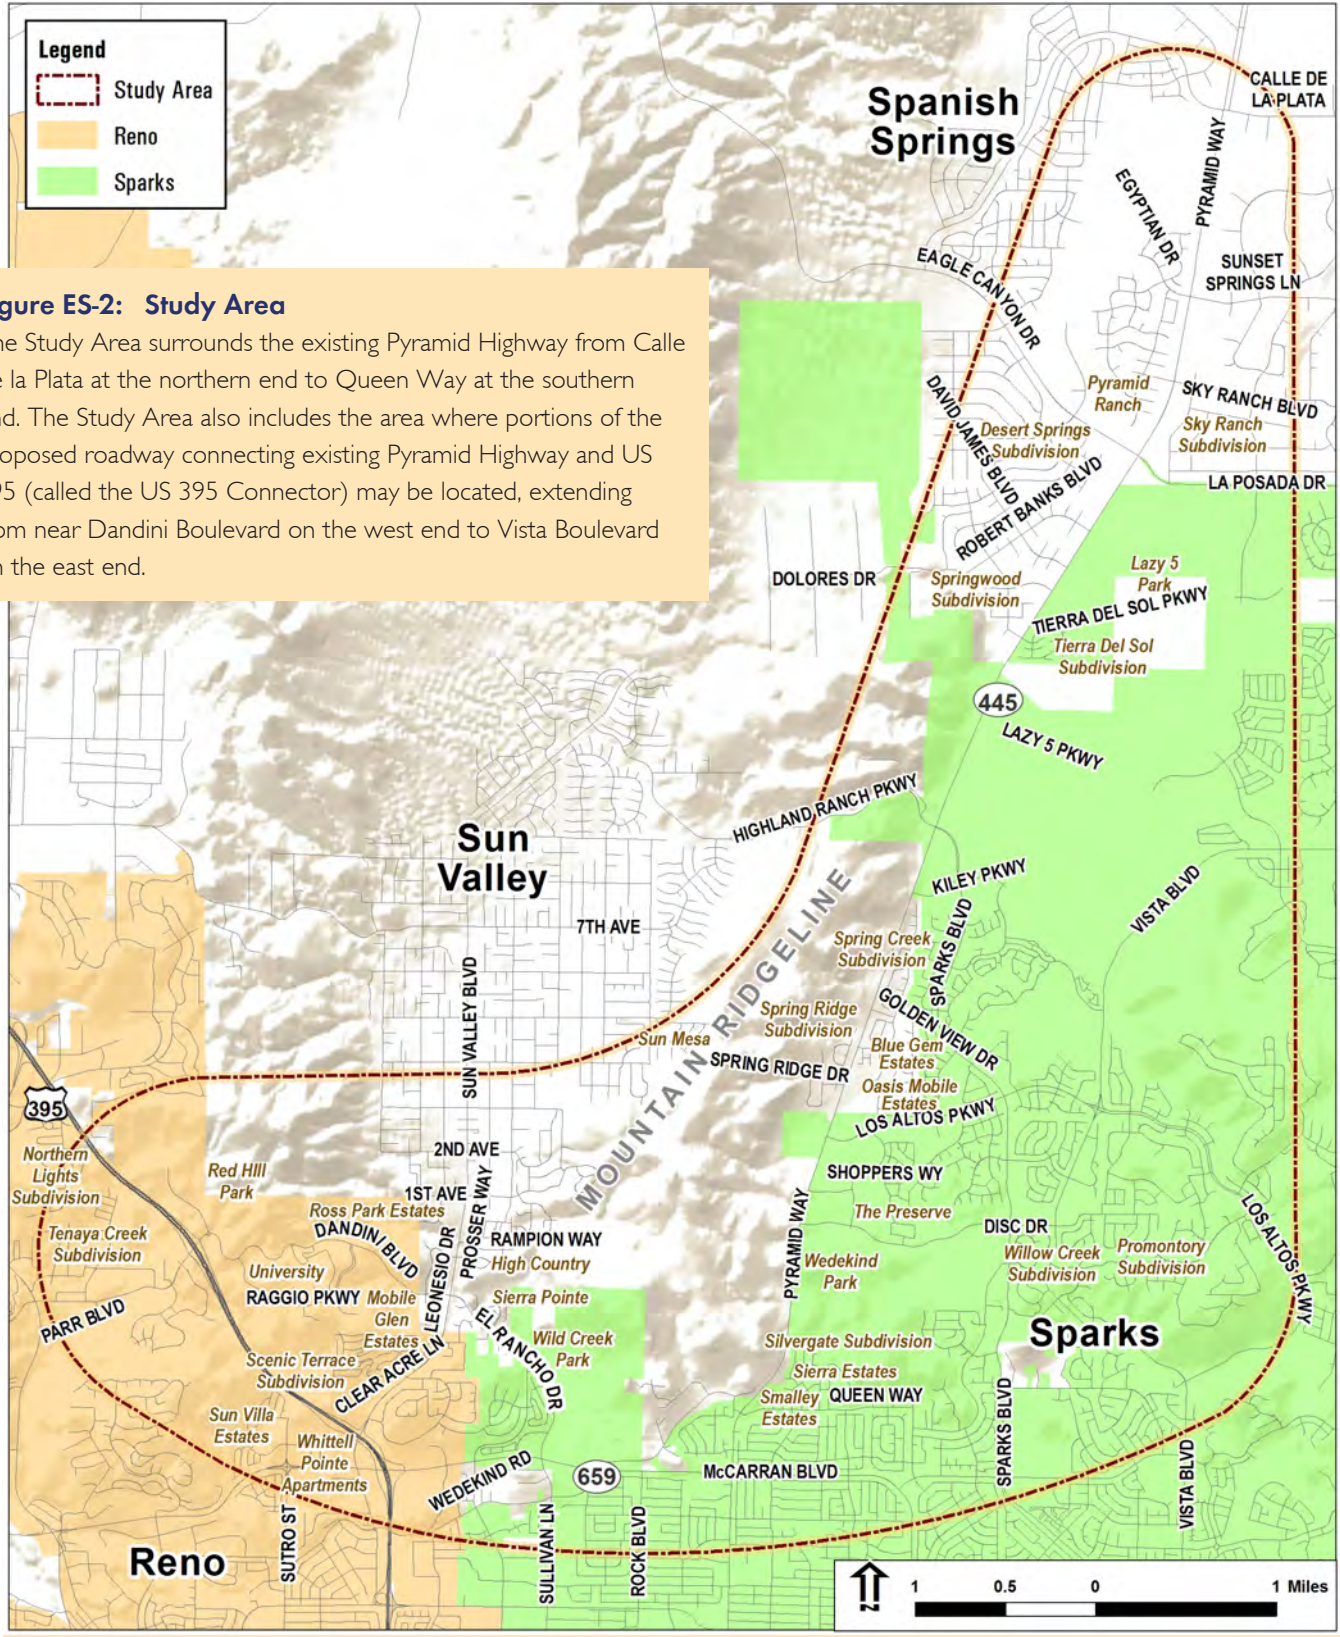 Legend
Study Area
Reno
Sparks
gure ES-2: Study Area
he Study Area surrounds the existing Pyramid Highway from Calle
e la Plata at the northern end to Queen Way at the southern
nd. The Study Area also includes the area where portions of the
roposed roadway connecting existing Pyramid Highway and US
95 (called the US 395 Connector) may be located, extending
om near Dandini Boulevard on the west end to Vista Boulevard
n the east end.
Spanish
Springs
CALLE DE
LA PLATA
PYRAMID WAY
EGYPTIAN DR
EAGLE CANYON DR
SUNSET
SPRINGS LN
DAVID JAMES BLVD
Pyramid
Ranch
SKY RANCH BLVD
Sky Ranch
Subdivision
Desert Springs
Subdivision
LA POSADA DR
ROBERT BANKS BLVD
DOLORES DR
Springwood
Subdivision
Lazy 5
Park
TIERRA DEL SOL PKWY
Tierra Del Sol
Subdivision
445
LAZY 5 PKWY
HIGHLAND RANCH PKWY
Sun
Valley
KILEY PKWY
VISTA BLVD
7TH AVE
MOUNTAIN RIDGELINE
SPARKS BLVD
Spring Creek
Subdivision
SUN VALLEY BLVD
Spring Ridge
Subdivision
GOLDEN VIEW DR
Sun Mesa
Blue Gem
Estates
SPRING RIDGE DR
Oasis Mobile
Estates
LOS ALTOS PKWY
395
2ND AVE
Northern
Lights
Subdivision
Red HIll
Park
SHOPPERS WY
1ST AVE
PROSSER WAY
Ross Park Estates
The Preserve
PYRAMID WAY
LOS ALTOS PKWY
Tenaya Creek
Subdivision
DANDINI BLVD
LEONESIO DR
RAMPION WAY
DISC DR
High Country
Wedekind
Park
Willow Creek
Subdivision
Promontory
Subdivision
University
RAGGIO PKWY
Mobile
Glen
Estates
Sierra Pointe
PARR BLVD
EL RANCHO DR
Wild Creek
Park
Silvergate Subdivision
Sparks
Scenic Terrace
Subdivision
CLEAR ACRE LN
Sierra Estates
Smalley
Estates
QUEEN WAY
Sun Villa
Estates
Whittell
Pointe
Apartments
SPARKS BLVD
WEDEKIND RD
659
McCARRAN BLVD
VISTA BLVD
Reno
SUTRO ST
SULLIVAN LN
ROCK BLVD
N
1 0.5 0 1 Miles